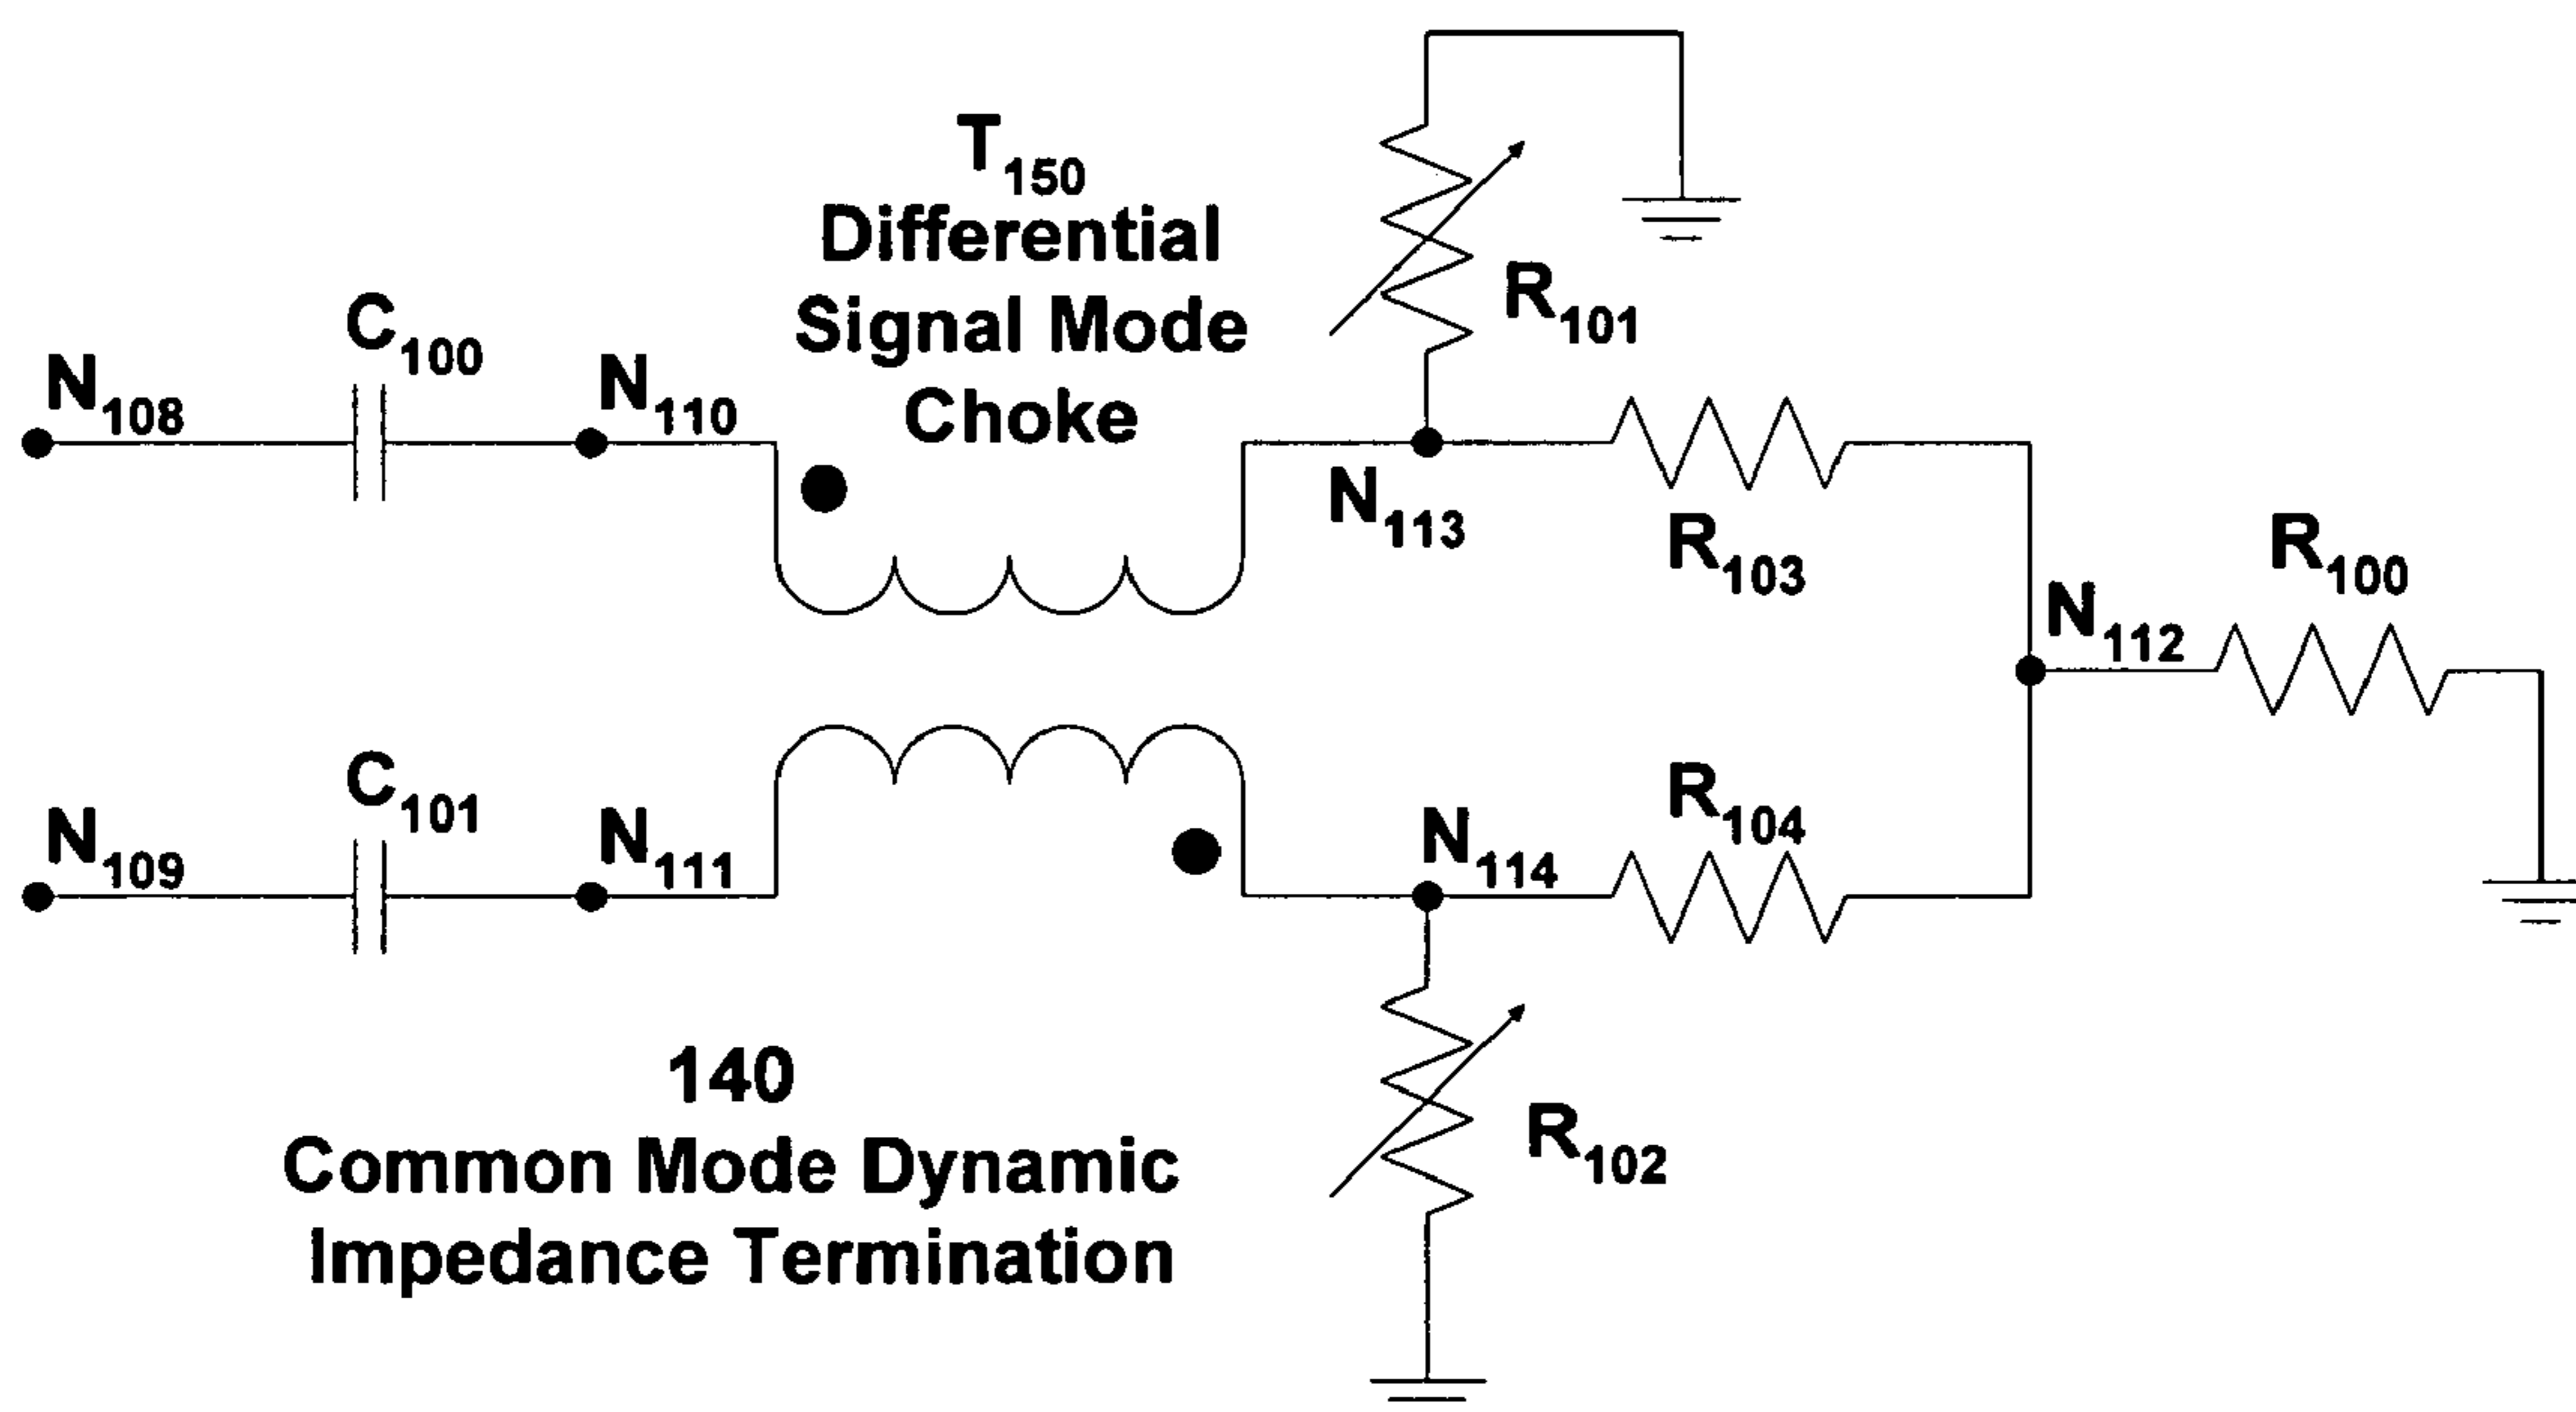 T150
Differential
Signal Mode
Choke
R101
C100
N108
N110
N113
R103
R100
N112
C101
N109
N111
N114
R104
R102
140
Common Mode Dynamic
Impedance Termination